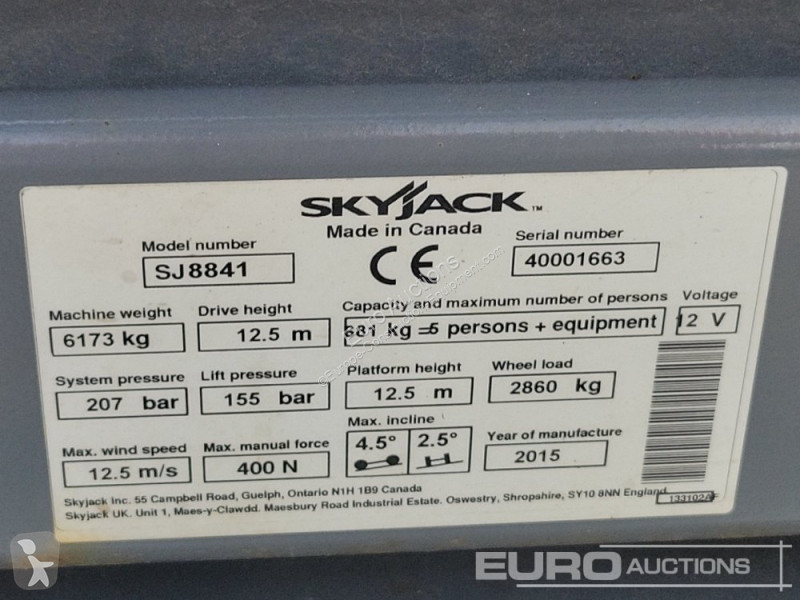 SKYJACK™
Made in Canada
Model number
SJ8841
CE
Serial number
40001663
Machine weight
6173 kg
Drive height
12.5 m
Capacity and maximum number of persons
681 kg =5 persons + equipment
Voltage
12 V
System pressure
207 bar
Lift pressure
155 bar
Platform height
12.5 m
Wheel load
2860 kg
Max. wind speed
12.5 m/s
Max. manual force
400 N
Max. incline
4.5° 2.5°
Year of manufacture
2015
Skyjack Inc. 55 Campbell Road, Guelph, Ontario N1H 1B9 Canada
Skyjack UK. Unit 1, Maes-y-Clawdd. Maesbury Road Industrial Estate. Oswestry, Shropshire, SY10 8NN England
EURO AUCTIONS